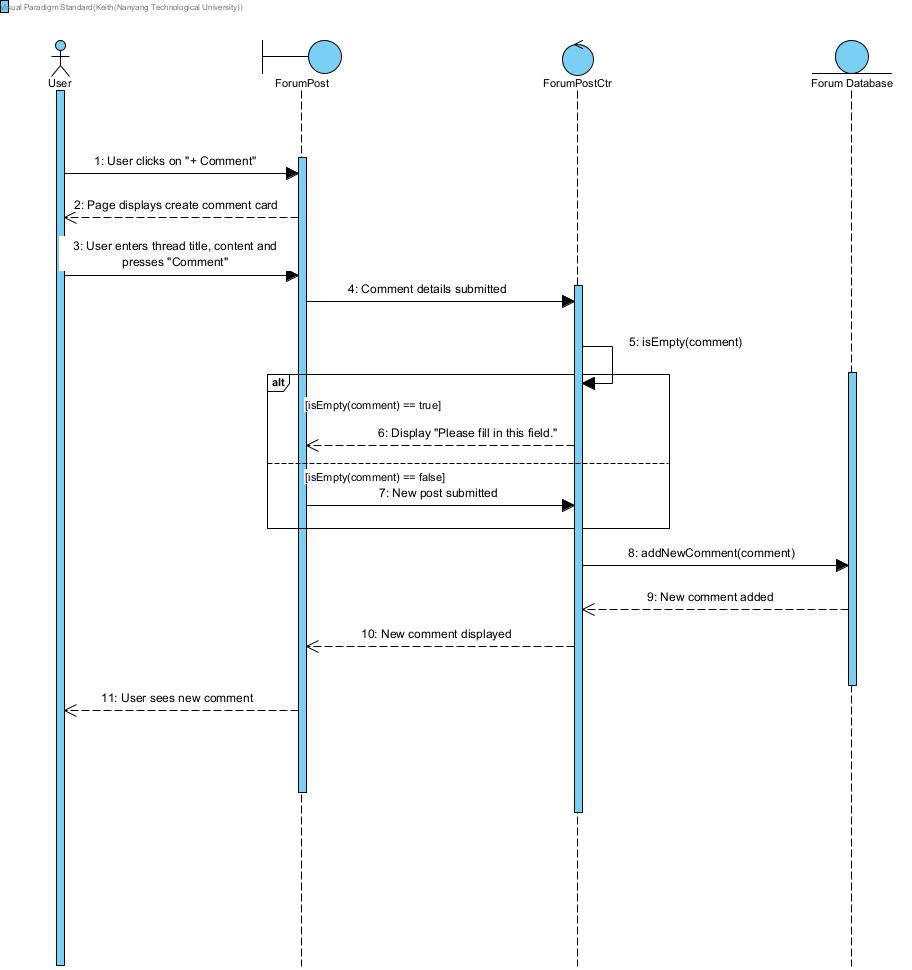 Visual Paradigm Standard(Keith(Nanyang Technological University))
User
ForumPost
ForumPostCtr
Forum Database
1: User clicks on "+ Comment"
2: Page displays create comment card
3: User enters thread title, content and
presses "Comment"
4: Comment details submitted
5: isEmpty(comment)
alt
[isEmpty(comment) == true]
6: Display "Please fill in this field."
[isEmpty(comment) == false]
7: New post submitted
8: addNewComment(comment)
9: New comment added
10: New comment displayed
11: User sees new comment